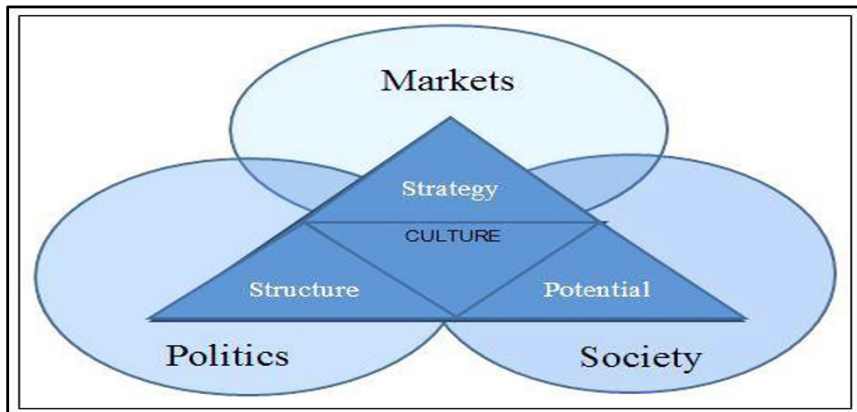 Markets
Strategy
CULTURE
Structure
Potential
Politics
Society